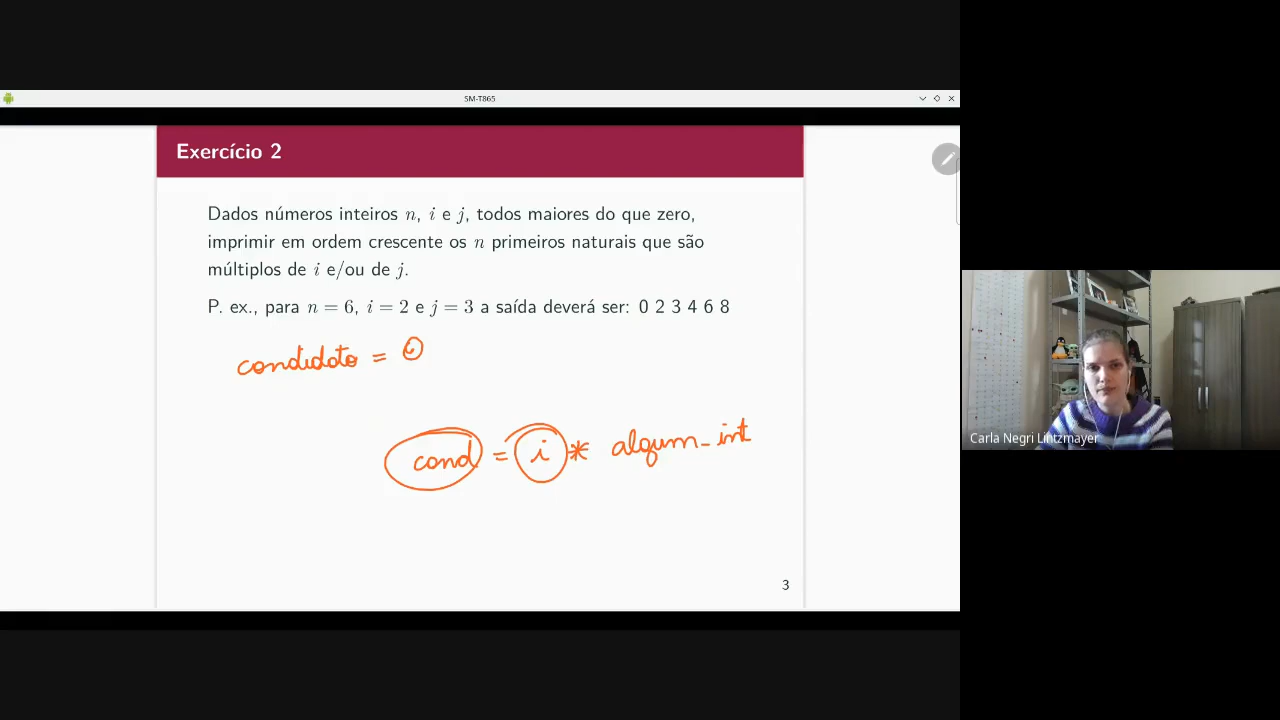 SM-T865
Exercício 2
Dados números inteiros n, i e j, todos maiores do que zero,
imprimir em ordem crescente os n primeiros naturais que são
múltiplos de i e/ou de j.
P. ex., para n = 6, i = 2 e j = 3 a saída deverá ser: 0 2 3 4 6 8
candidato = 0
cond = i * algum_int
3
Carla Negri Lintzmayer